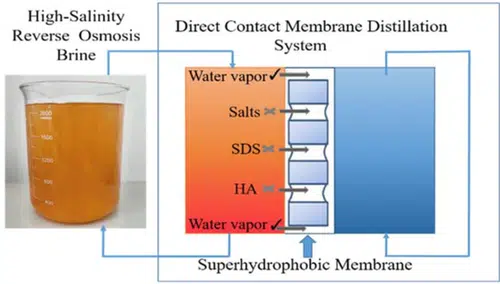 High-Salinity
Reverse Osmosis
Brine
Direct Contact Membrane Distillation
System
Water vapor ✓
Salts
SDS
HA
Water vapor ✓
Superhydrophobic Membrane